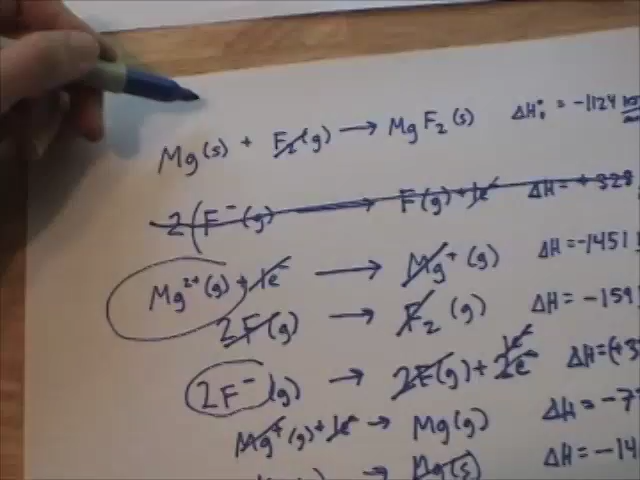 Mg(s) + F₂(g) → MgF₂(s) ΔH°f = -1124
2(F⁻(g) → F(g) + 1e⁻ ΔH = +328
Mg²⁺(g) + 1e⁻ → Mg⁺(g) ΔH = -1451
2F(g) → F₂(g) ΔH = -159
2F⁻(g) → 2F(g) + 2e⁻ 1e⁻ ΔH = (+3
Mg⁺(g) + 1e⁻ → Mg(g) ΔH = -7
→ Mg(s) ΔH = -14